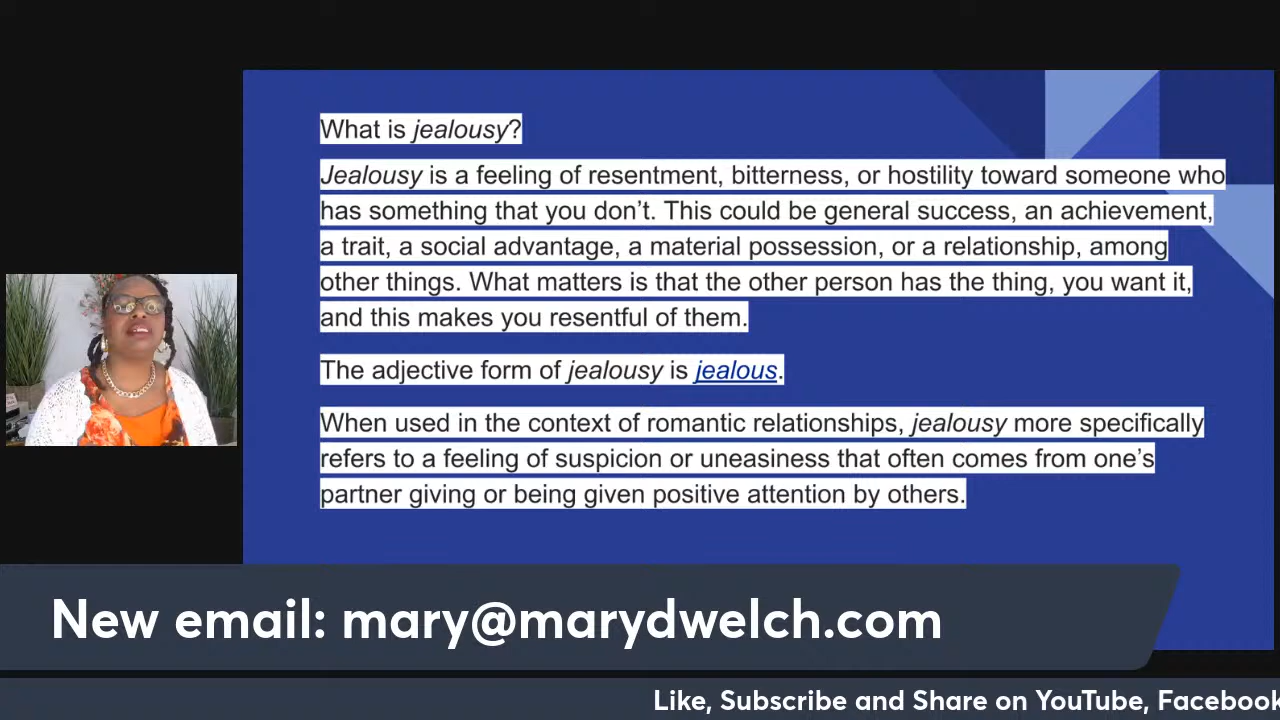 What is jealousy?
Jealousy is a feeling of resentment, bitterness, or hostility toward someone who
has something that you don’t. This could be general success, an achievement,
a trait, a social advantage, a material possession, or a relationship, among
other things. What matters is that the other person has the thing, you want it,
and this makes you resentful of them.
The adjective form of jealousy is jealous.
When used in the context of romantic relationships, jealousy more specifically
refers to a feeling of suspicion or uneasiness that often comes from one’s
partner giving or being given positive attention by others.
New email: mary@marydwelch.com
Like, Subscribe and Share on YouTube, Facebook